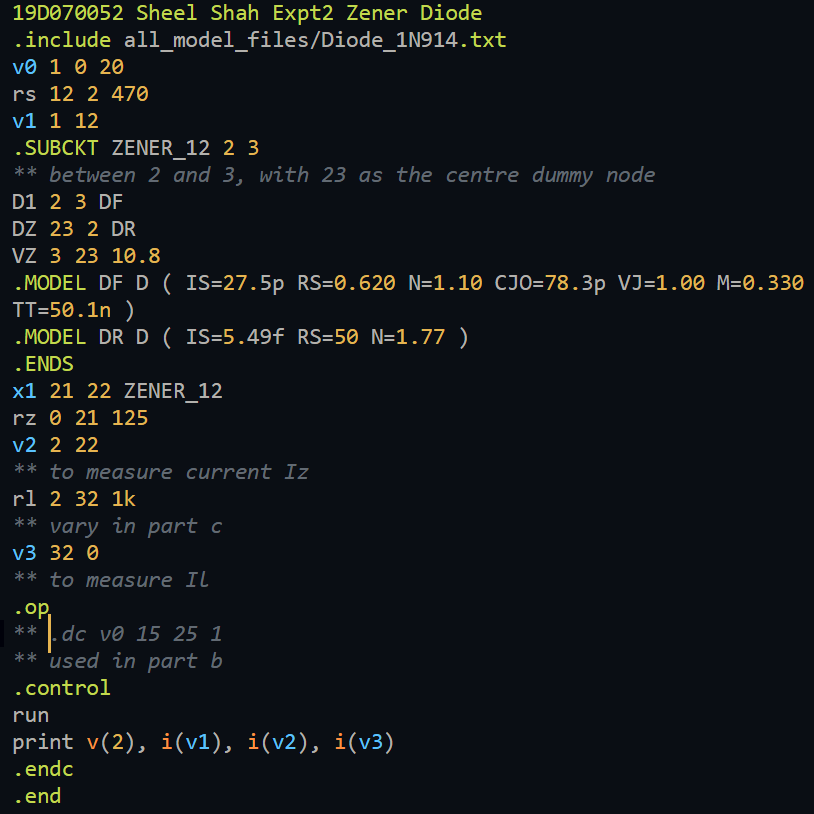 19D070052 Sheel Shah Expt2 Zener Diode
.include all_model_files/Diode_1N914.txt
v0 1 0 20
rs 12 2 470
v1 1 12
.SUBCKT ZENER_12 2 3
** between 2 and 3, with 23 as the centre dummy node
D1 2 3 DF
DZ 23 2 DR
VZ 3 23 10.8
.MODEL DF D ( IS=27.5p RS=0.620 N=1.10 CJO=78.3p VJ=1.00 M=0.330
TT=50.1n )
.MODEL DR D ( IS=5.49f RS=50 N=1.77 )
.ENDS
x1 21 22 ZENER_12
rz 0 21 125
v2 2 22
** to measure current Iz
rl 2 32 1k
** vary in part c
v3 32 0
** to measure Il
.op
** .dc v0 15 25 1
** used in part b
.control
run
print v(2), i(v1), i(v2), i(v3)
.endc
.end